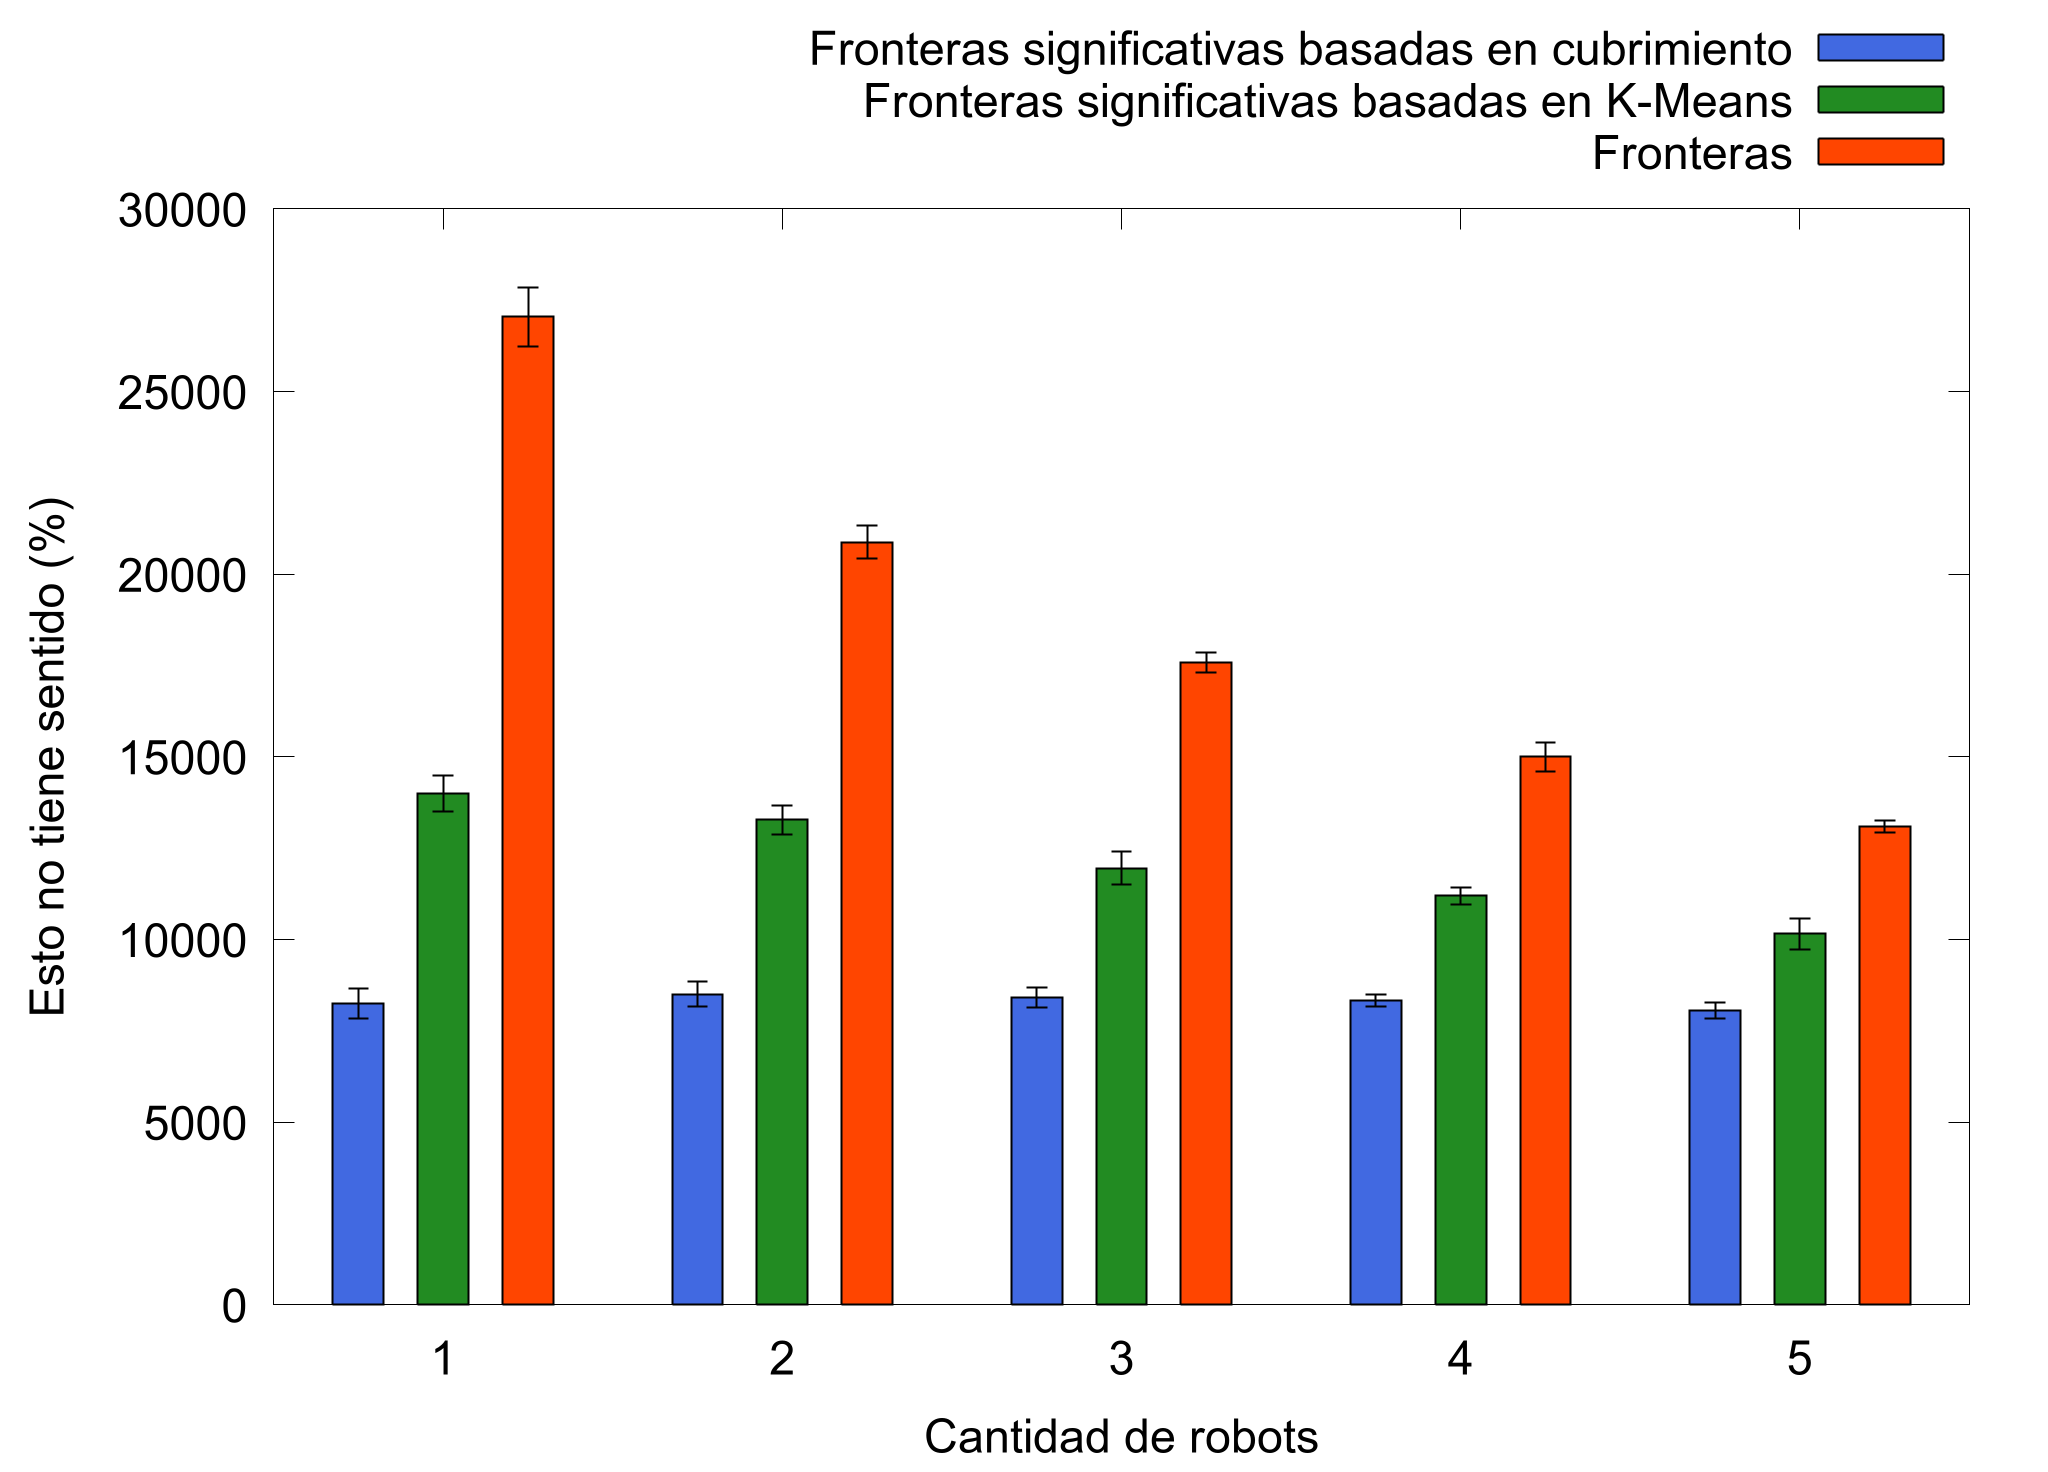 Fronteras significativas basadas en cubrimiento
Fronteras significativas basadas en K-Means
Fronteras
30000
25000
20000
15000
10000
5000
0
Esto no tiene sentido (%)
1 2 3 4 5
Cantidad de robots